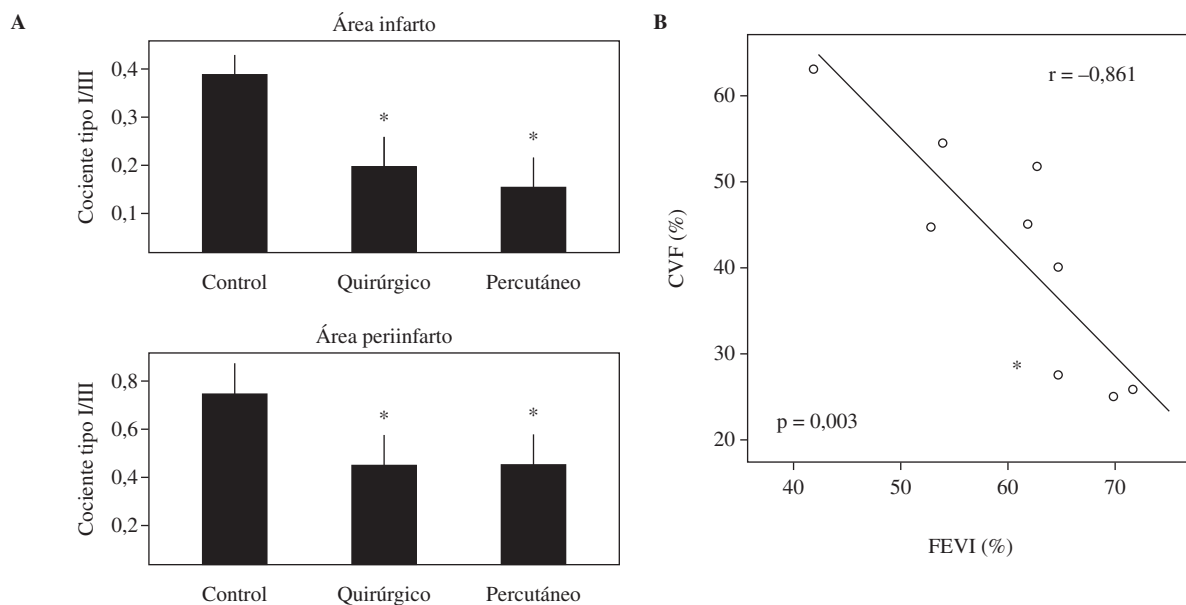 A
Área infarto
Cociente tipo I/III
0,4
0,3
0,2
0,1
*
*
Control
Quirúrgico
Percutáneo
Área periinfarto
Cociente tipo I/III
0,8
0,6
0,4
0,2
*
*
Control
Quirúrgico
Percutáneo
B
r = –0,861
CVF (%)
60
50
40
30
20
*
p = 0,003
40
50
60
70
FEVI (%)